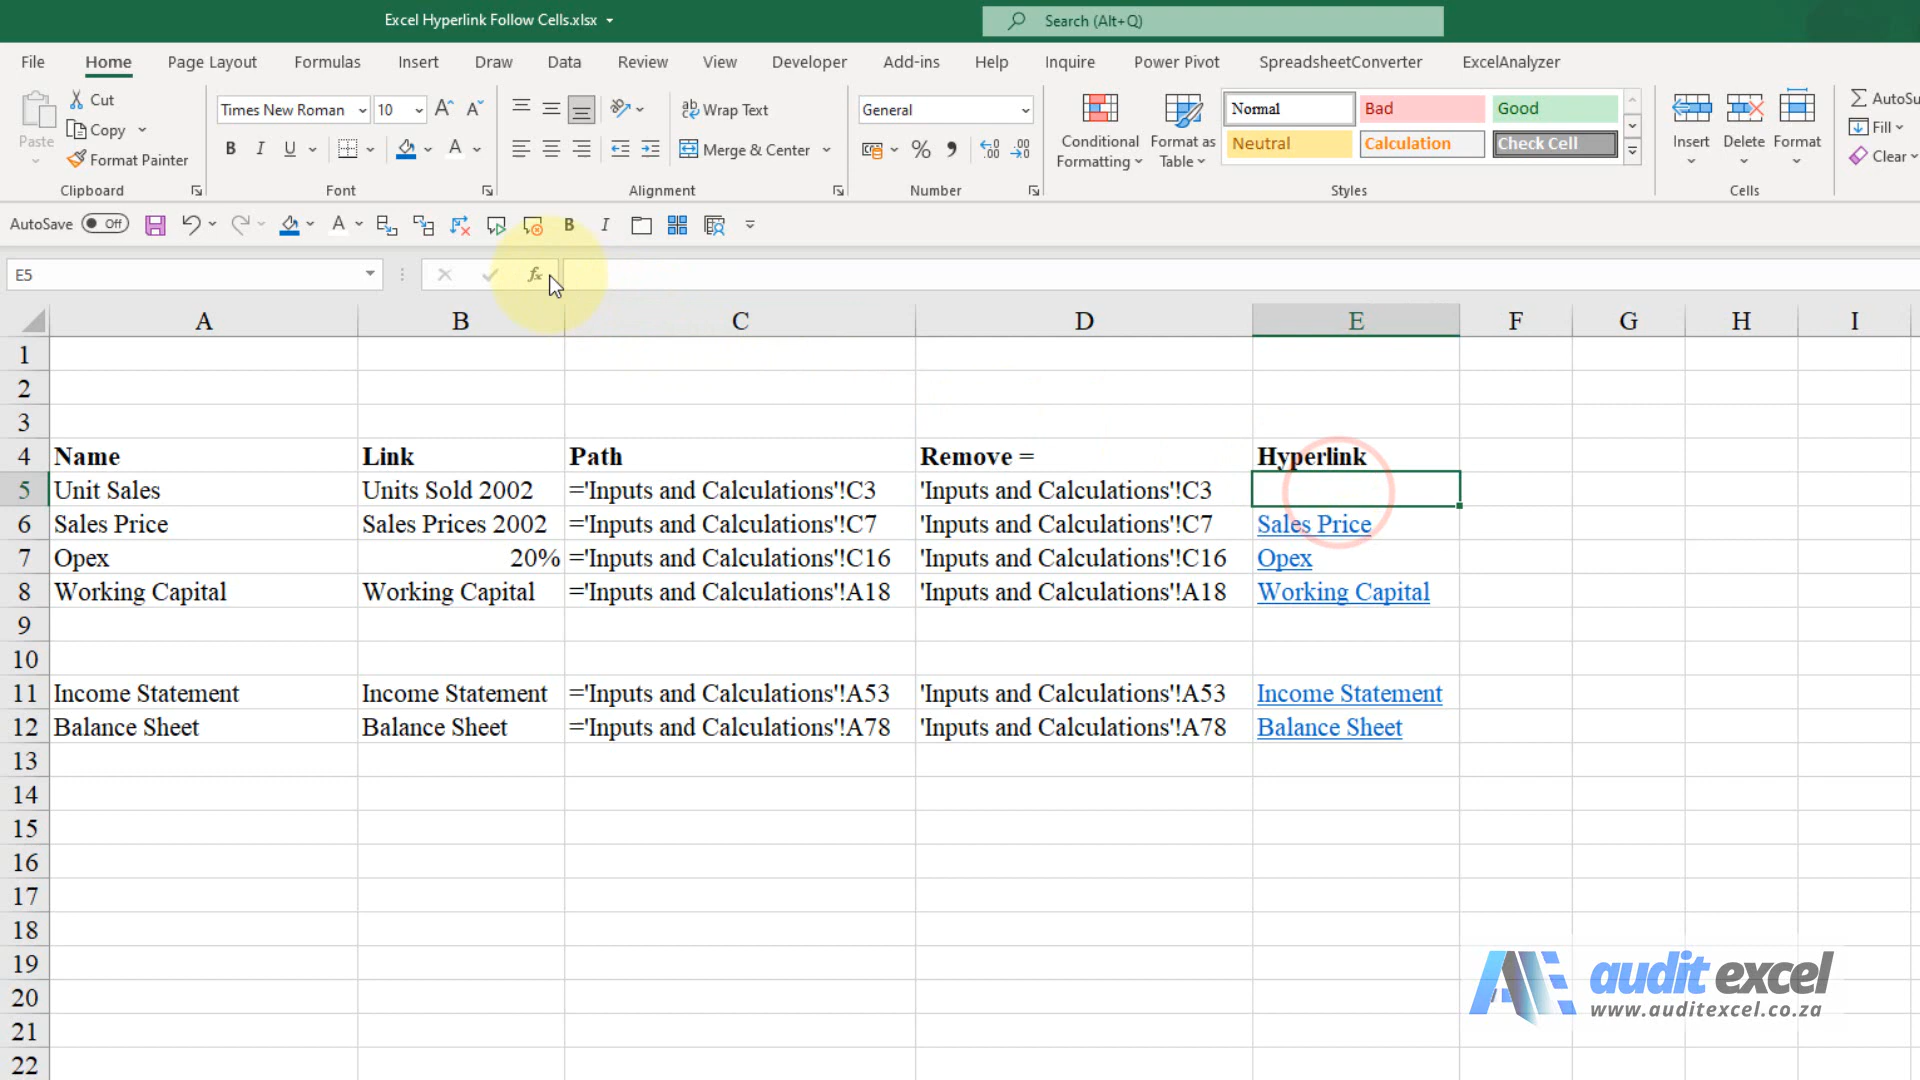 Excel Hyperlink Follow Cells.xlsx
Search (Alt+Q)
File Home Page Layout Formulas Insert Draw Data Review View Developer Add-ins Help Inquire Power Pivot SpreadsheetConverter ExcelAnalyzer
Paste
Cut
Copy
Format Painter
Clipboard
Times New Roman 10
B I U A
Font
Wrap Text
Merge & Center
Alignment
General
%
Number
Conditional Formatting
Format as Table
Normal Bad Good
Neutral Calculation Check Cell
Styles
Insert Delete Format
Cells
AutoSu
Fill
Clear
AutoSave Off A B I
E5 fx
A B C D E F G H I
1
2
3
4 Name Link Path Remove = Hyperlink
5 Unit Sales Units Sold 2002 ='Inputs and Calculations'!C3 'Inputs and Calculations'!C3
6 Sales Price Sales Prices 2002 ='Inputs and Calculations'!C7 'Inputs and Calculations'!C7 Sales Price
7 Opex 20% ='Inputs and Calculations'!C16 'Inputs and Calculations'!C16 Opex
8 Working Capital Working Capital ='Inputs and Calculations'!A18 'Inputs and Calculations'!A18 Working Capital
9
10
11 Income Statement Income Statement ='Inputs and Calculations'!A53 'Inputs and Calculations'!A53 Income Statement
12 Balance Sheet Balance Sheet ='Inputs and Calculations'!A78 'Inputs and Calculations'!A78 Balance Sheet
13
14
15
16
17
18
19
20
21
22
AE audit excel
www.auditexcel.co.za